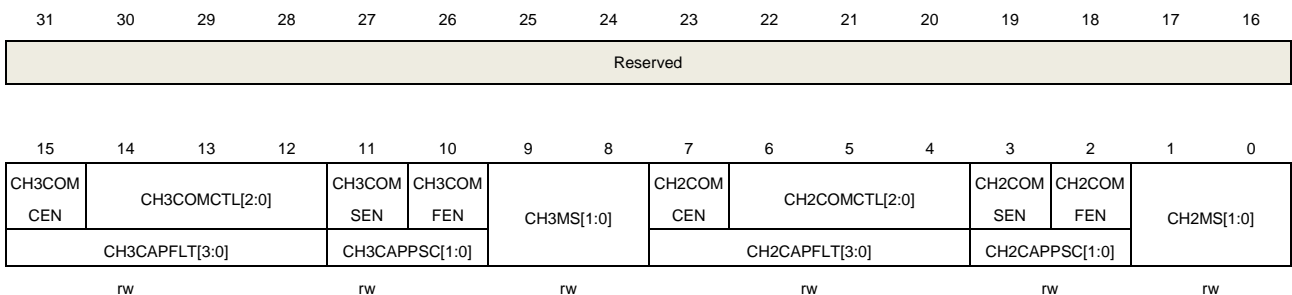 31 30 29 28 27 26 25 24 23 22 21 20 19 18 17 16
Reserved
15 14 13 12 11 10 9 8 7 6 5 4 3 2 1 0
CH3COM CEN CH3COMCTL[2:0] CH3COM SEN CH3COM FEN CH3MS[1:0] CH2COM CEN CH2COMCTL[2:0] CH2COM SEN CH2COM FEN CH2MS[1:0]
CH3CAPFLT[3:0] CH3CAPPSC[1:0] CH2CAPFLT[3:0] CH2CAPPSC[1:0]
rw rw rw rw rw rw